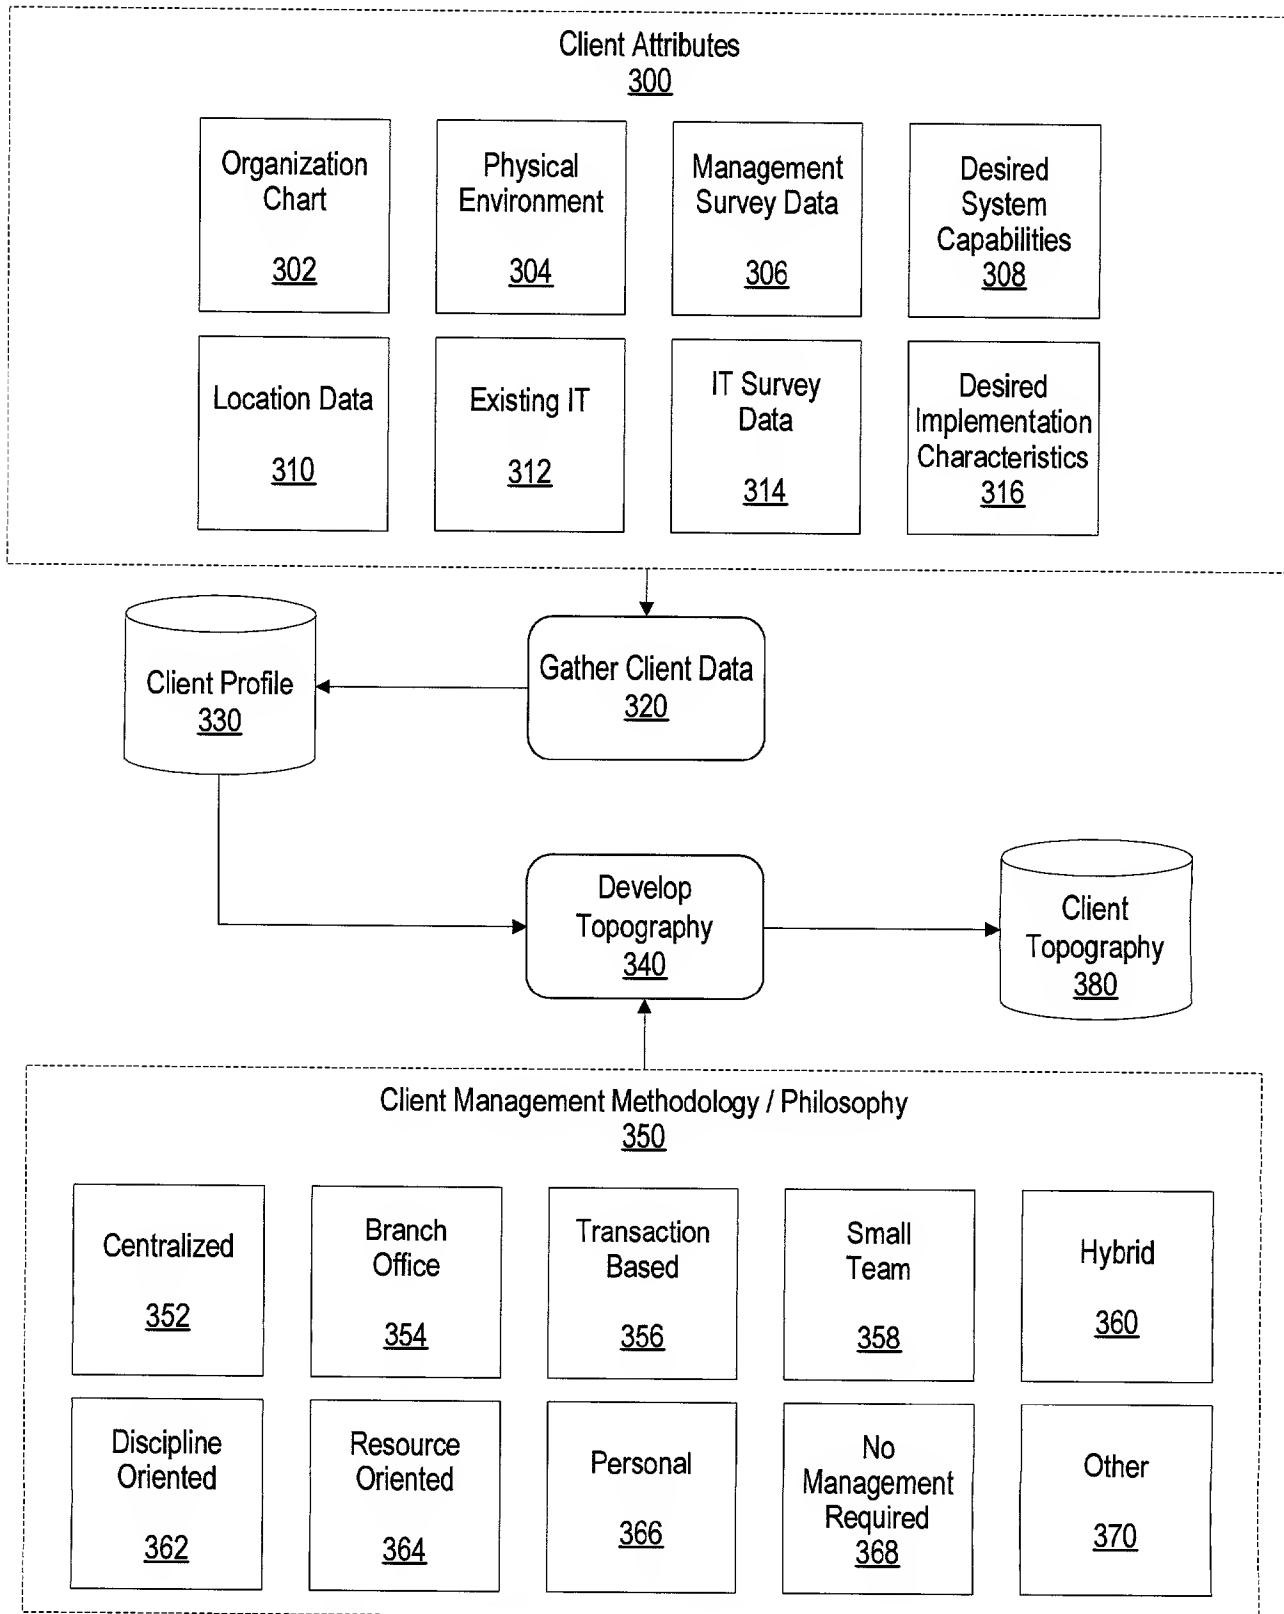 Client Attributes
300
Organization
Chart
302
Physical
Environment
304
Management
Survey Data
306
Desired
System
Capabilities
308
Location Data
310
Existing IT
312
IT Survey
Data
314
Desired
Implementation
Characteristics
316
Client Profile
330
Gather Client Data
320
Develop
Topography
340
Client
Topography
380
Client Management Methodology / Philosophy
350
Centralized
352
Branch
Office
354
Transaction
Based
356
Small
Team
358
Hybrid
360
Discipline
Oriented
362
Resource
Oriented
364
Personal
366
No
Management
Required
368
Other
370